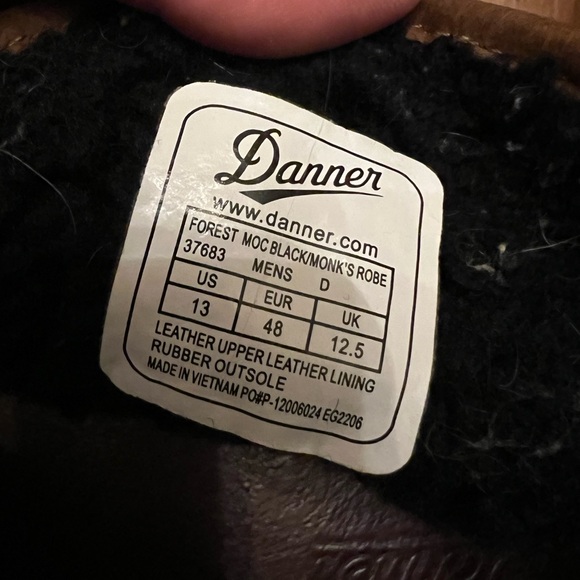 Danner
www.danner.com
FOREST MOC BLACK/MONK'S ROBE
37683 MENS D
US EUR UK
13 48 12.5
LEATHER UPPER LEATHER LINING
RUBBER OUTSOLE
MADE IN VIETNAM PO#P-12006024 EG2206